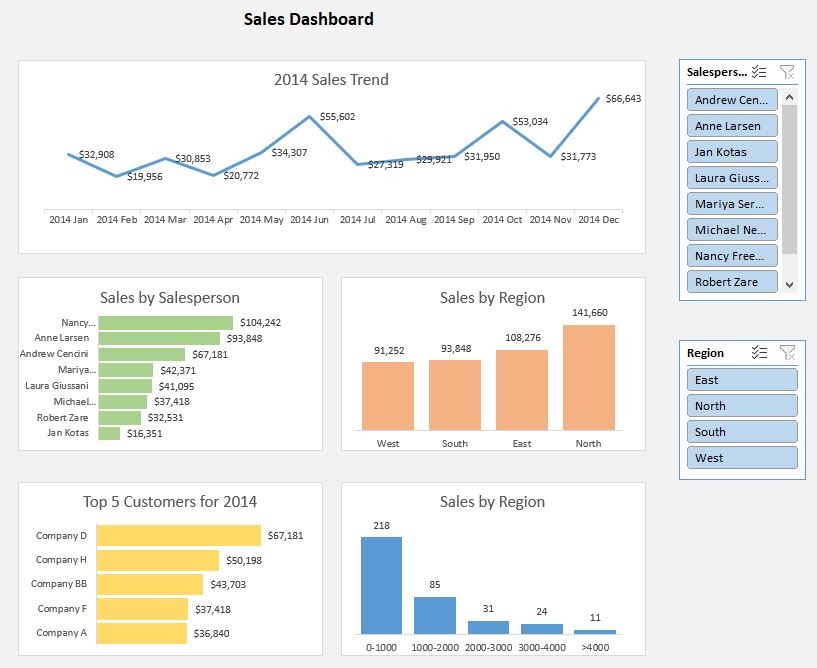 Sales Dashboard
2014 Sales Trend
$32,908
$19,956
$30,853
$20,772
$34,307
$55,602
$27,319
$29,921
$31,950
$53,034
$31,773
$66,643
2014 Jan 2014 Feb 2014 Mar 2014 Apr 2014 May 2014 Jun 2014 Jul 2014 Aug 2014 Sep 2014 Oct 2014 Nov 2014 Dec
Salespers...
Andrew Cen...
Anne Larsen
Jan Kotas
Laura Giuss...
Mariya Ser...
Michael Ne...
Nancy Free...
Robert Zare
Sales by Salesperson
Nancy... $104,242
Anne Larsen $93,848
Andrew Cencini $67,181
Mariya... $42,371
Laura Giussani $41,095
Michael... $37,418
Robert Zare $32,531
Jan Kotas $16,351
Sales by Region
91,252 93,848 108,276 141,660
West South East North
Region
East
North
South
West
Top 5 Customers for 2014
Company D $67,181
Company H $50,198
Company BB $43,703
Company F $37,418
Company A $36,840
Sales by Region
218 85 31 24 11
0-1000 1000-2000 2000-3000 3000-4000 >4000